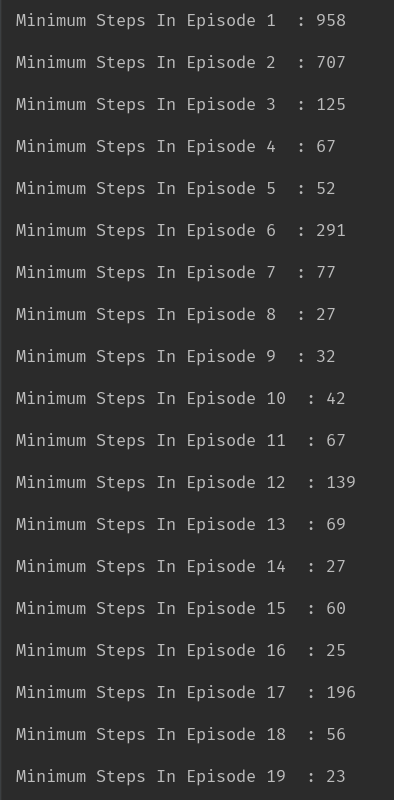 Minimum Steps In Episode 1  : 958
Minimum Steps In Episode 2  : 707
Minimum Steps In Episode 3  : 125
Minimum Steps In Episode 4  : 67
Minimum Steps In Episode 5  : 52
Minimum Steps In Episode 6  : 291
Minimum Steps In Episode 7  : 77
Minimum Steps In Episode 8  : 27
Minimum Steps In Episode 9  : 32
Minimum Steps In Episode 10  : 42
Minimum Steps In Episode 11  : 67
Minimum Steps In Episode 12  : 139
Minimum Steps In Episode 13  : 69
Minimum Steps In Episode 14  : 27
Minimum Steps In Episode 15  : 60
Minimum Steps In Episode 16  : 25
Minimum Steps In Episode 17  : 196
Minimum Steps In Episode 18  : 56
Minimum Steps In Episode 19  : 23